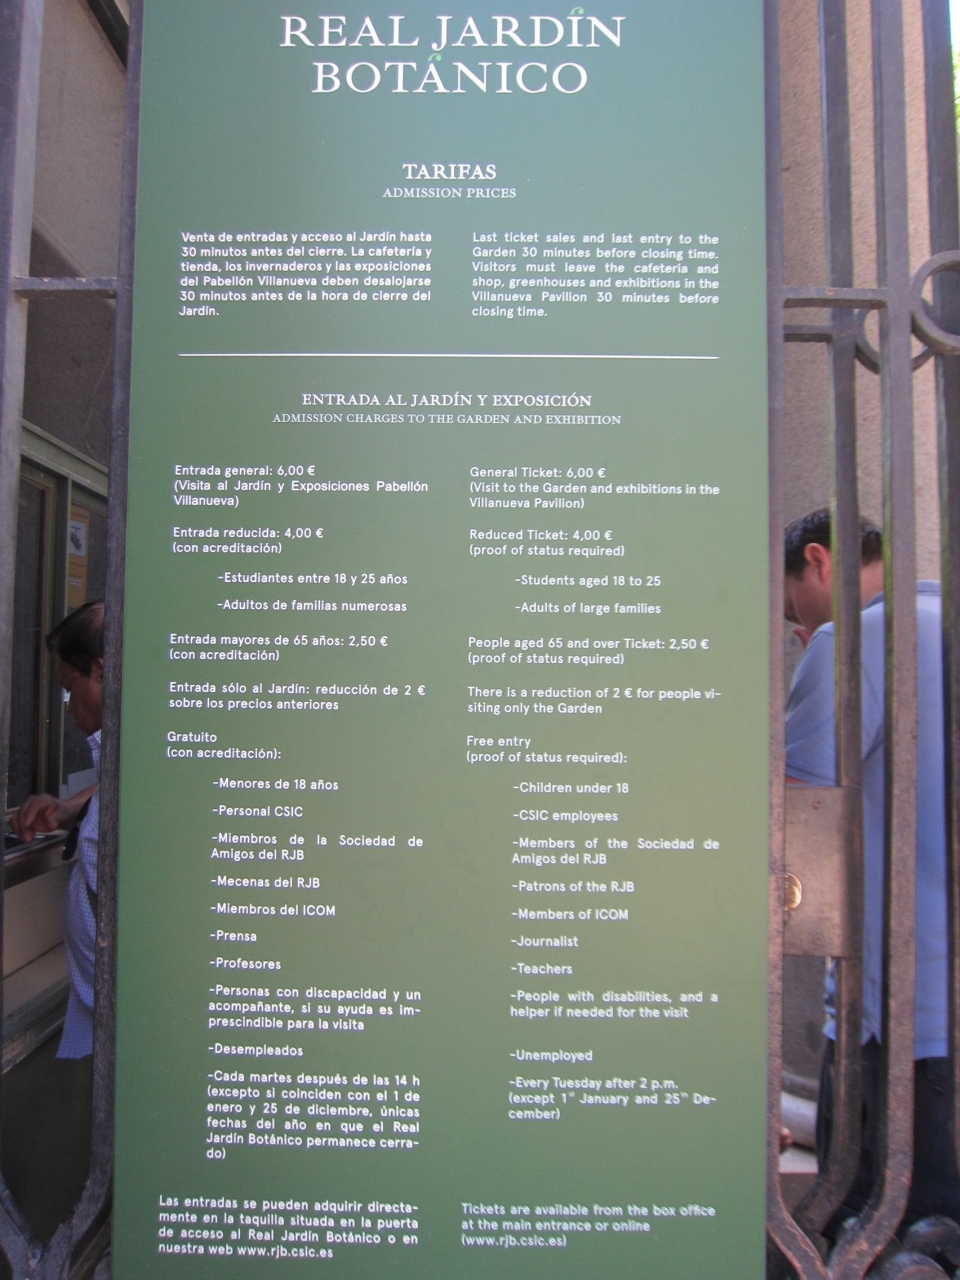 REAL JARDÍN
BOTÁNICO
TARIFAS
ADMISSION PRICES
Venta de entradas y acceso al Jardín hasta
30 minutos antes del cierre. La cafetería y
tienda, los invernaderos y las exposiciones
del Pabellón Villanueva deben desalojarse
30 minutos antes de la hora de cierre del
Jardín.
Last ticket sales and last entry to the
Garden 30 minutes before closing time.
Visitors must leave the cafeteria and
shop, greenhouses and exhibitions in the
Villanueva Pavilion 30 minutes before
closing time.
ENTRADA AL JARDÍN Y EXPOSICIÓN
ADMISSION CHARGES TO THE GARDEN AND EXHIBITION
Entrada general: 6,00 €
(Visita al Jardín y Exposiciones Pabellón
Villanueva)
Entrada reducida: 4,00 €
(con acreditación)
-Estudiantes entre 18 y 25 años
-Adultos de familias numerosas
Entrada mayores de 65 años: 2,50 €
(con acreditación)
Entrada sólo al Jardín: reducción de 2 €
sobre los precios anteriores
Gratuito
(con acreditación):
-Menores de 18 años
-Personal CSIC
-Miembros de la Sociedad de
Amigos del RJB
-Mecenas del RJB
-Miembros del ICOM
-Prensa
-Profesores
-Personas con discapacidad y un
acompañante, si su ayuda es im-
prescindible para la visita
-Desempleados
-Cada martes después de las 14 h
(excepto si coinciden con el 1 de
enero y 25 de diciembre, únicas
fechas del año en que el Real
Jardín Botánico permanece cerra-
do)
General Ticket: 6,00 €
(Visit to the Garden and exhibitions in the
Villanueva Pavilion)
Reduced Ticket: 4,00 €
(proof of status required)
-Students aged 18 to 25
-Adults of large families
People aged 65 and over Ticket: 2,50 €
(proof of status required)
There is a reduction of 2 € for people vi-
siting only the Garden
Free entry
(proof of status required):
-Children under 18
-CSIC employees
-Members of the Sociedad de
Amigos del RJB
-Patrons of the RJB
-Members of ICOM
-Journalist
-Teachers
-People with disabilities, and a
helper if needed for the visit
-Unemployed
-Every Tuesday after 2 p.m.
(except 1st January and 25th De-
cember)
Las entradas se pueden adquirir directa-
mente en la taquilla situada en la puerta
de acceso al Real Jardín Botánico o en
nuestra web www.rjb.csic.es
Tickets are available from the box office
at the main entrance or online
(www.rjb.csic.es)